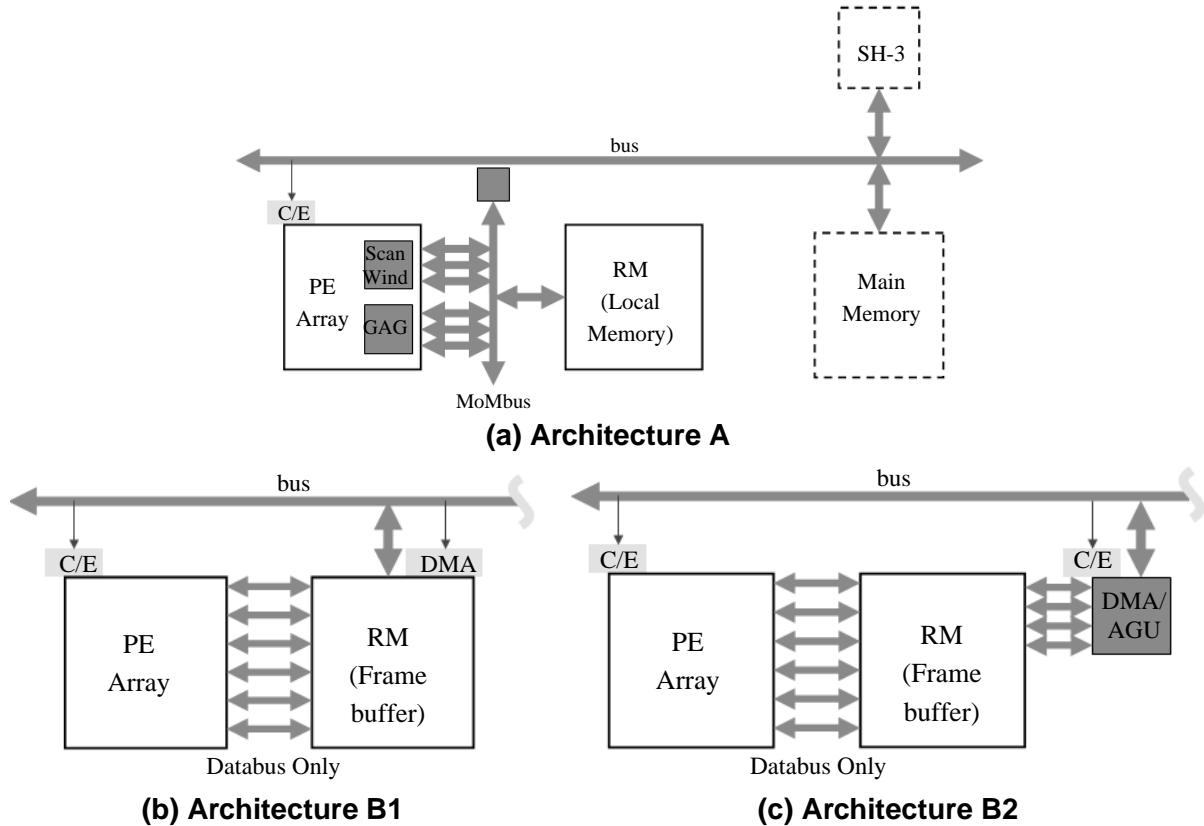 SH-3
bus
C/E
Scan
Wind
PE
Array
GAG
RM
(Local
Memory)
Main
Memory
MoMbus
(a) Architecture A
bus
C/E
DMA
PE
Array
RM
(Frame
buffer)
Databus Only
(b) Architecture B1
bus
C/E
C/E
DMA/
AGU
PE
Array
RM
(Frame
buffer)
Databus Only
(c) Architecture B2